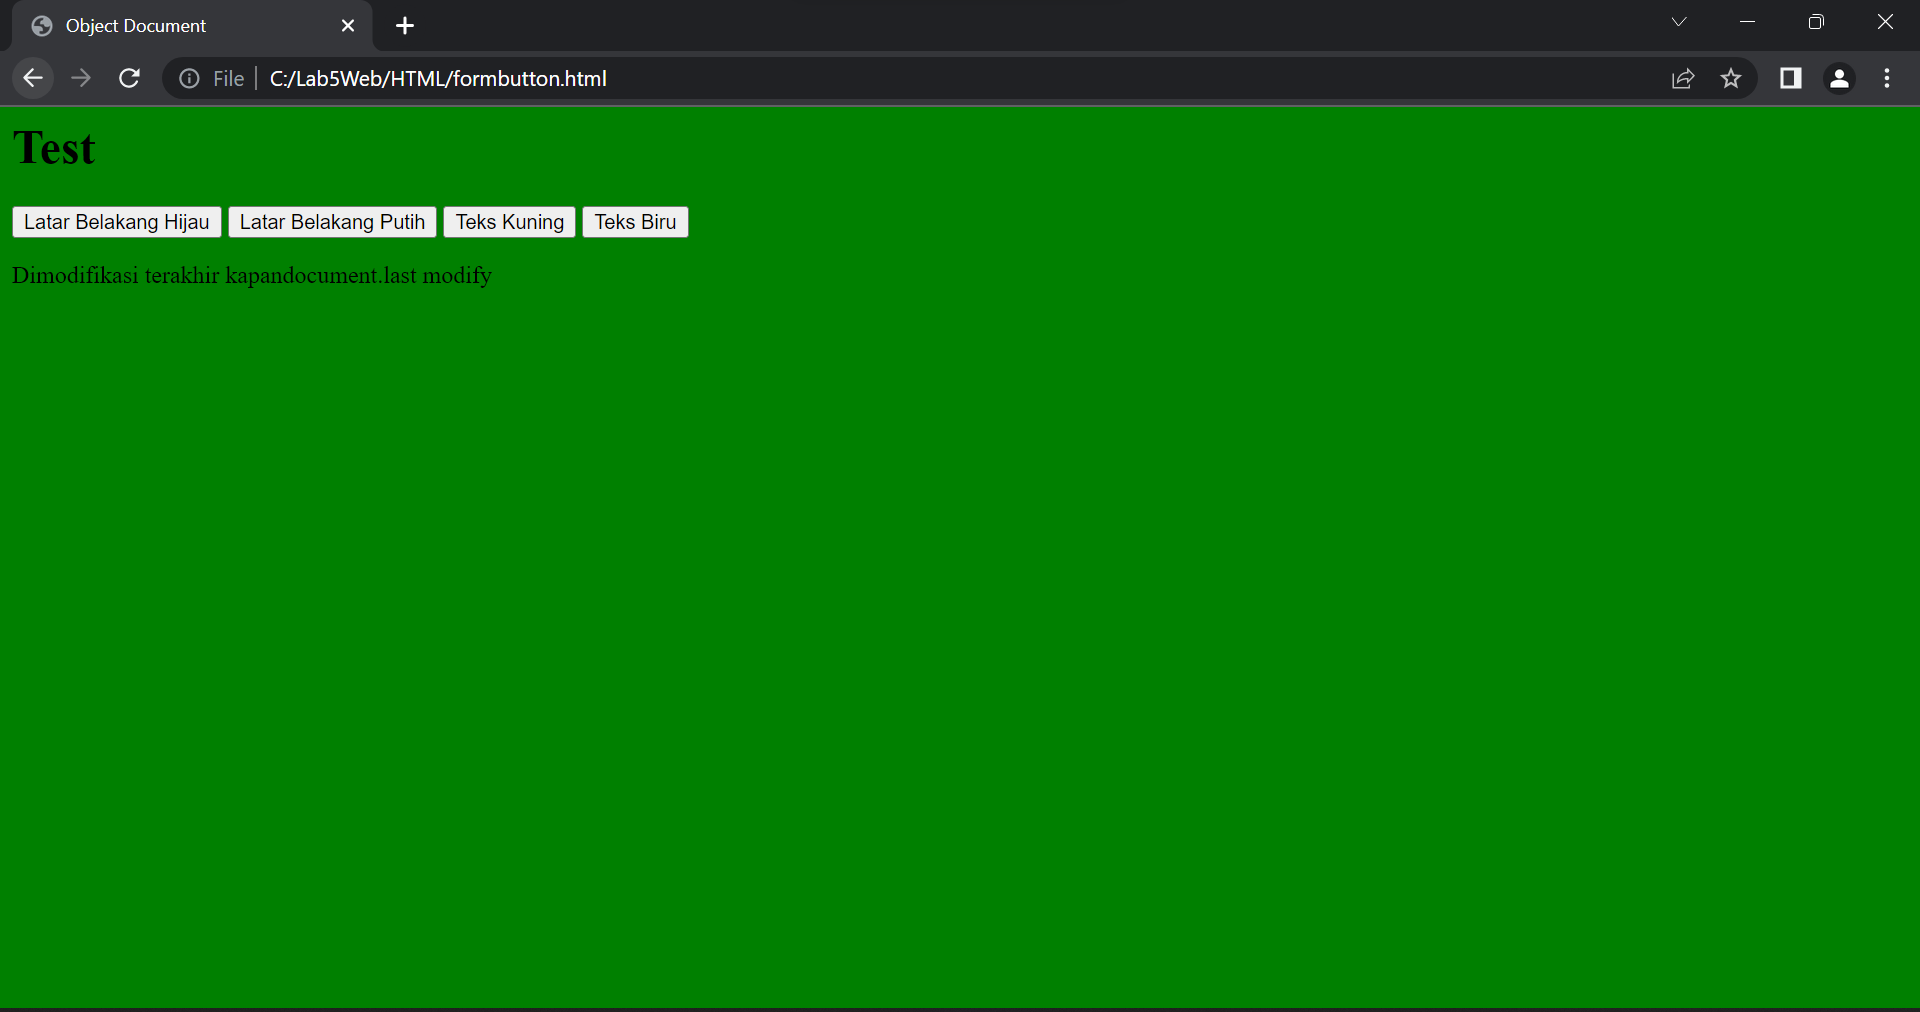 Object Document
File C:/Lab5Web/HTML/formbutton.html
Test
Latar Belakang Hijau Latar Belakang Putih Teks Kuning Teks Biru
Dimodifikasi terakhir kapandocument.last modify